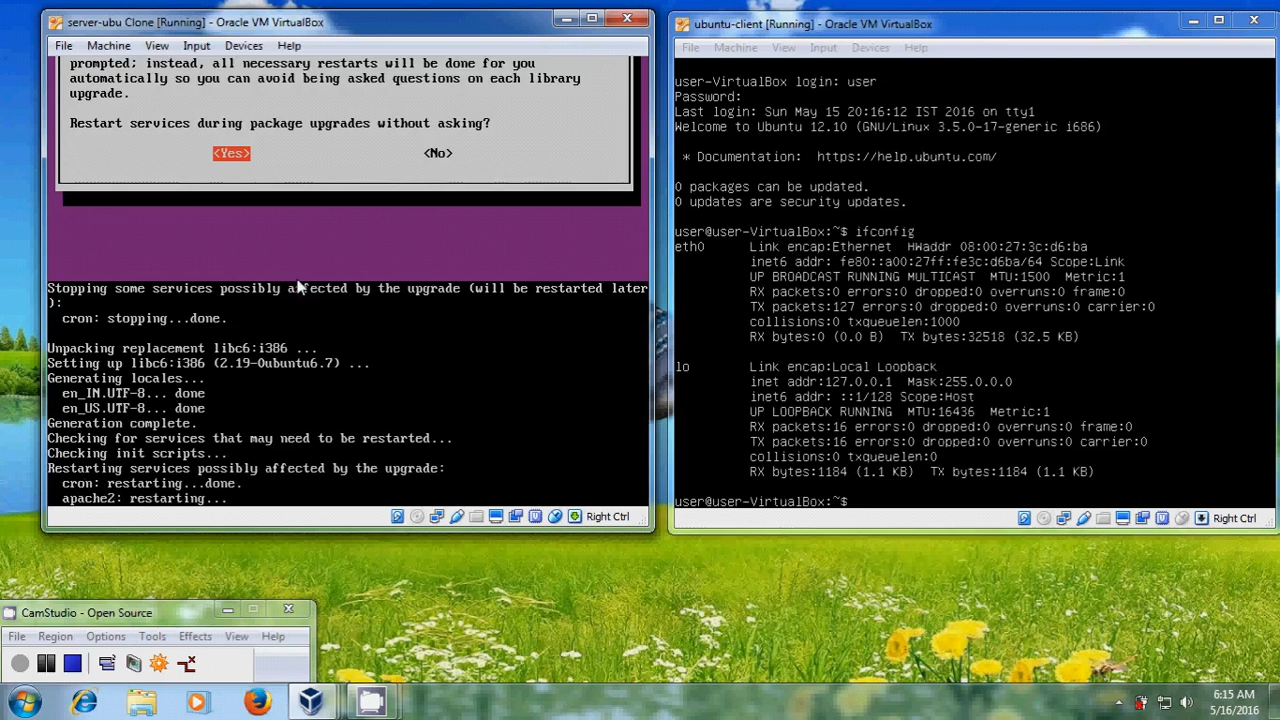 server-ubu Clone [Running] - Oracle VM VirtualBox
File Machine View Input Devices Help
prompted; instead, all necessary restarts will be done for you
automatically so you can avoid being asked questions on each library
upgrade.
Restart services during package upgrades without asking?
<Yes> <No>
Stopping some services possibly affected by the upgrade (will be restarted later
):
cron: stopping...done.
Unpacking replacement libc6:i386 ...
Setting up libc6:i386 (2.19-0ubuntu6.7) ...
Generating locales...
en_IN.UTF-8... done
en_US.UTF-8... done
Generation complete.
Checking for services that may need to be restarted...
Checking init scripts...
Restarting services possibly affected by the upgrade:
cron: restarting...done.
apache2: restarting...
Right Ctrl
ubuntu-client [Running] - Oracle VM VirtualBox
File Machine View Input Devices Help
user-VirtualBox login: user
Password:
Last login: Sun May 15 20:16:12 IST 2016 on tty1
Welcome to Ubuntu 12.10 (GNU/Linux 3.5.0-17-generic i686)
* Documentation: https://help.ubuntu.com/
0 packages can be updated.
0 updates are security updates.
user@user-VirtualBox:~$ ifconfig
eth0 Link encap:Ethernet HWaddr 08:00:27:3c:d6:ba
inet6 addr: fe80::a00:27ff:fe3c:d6ba/64 Scope:Link
UP BROADCAST RUNNING MULTICAST MTU:1500 Metric:1
RX packets:0 errors:0 dropped:0 overruns:0 frame:0
TX packets:127 errors:0 dropped:0 overruns:0 carrier:0
collisions:0 txqueuelen:1000
RX bytes:0 (0.0 B) TX bytes:32518 (32.5 KB)
lo Link encap:Local Loopback
inet addr:127.0.0.1 Mask:255.0.0.0
inet6 addr: ::1/128 Scope:Host
UP LOOPBACK RUNNING MTU:16436 Metric:1
RX packets:16 errors:0 dropped:0 overruns:0 frame:0
TX packets:16 errors:0 dropped:0 overruns:0 carrier:0
collisions:0 txqueuelen:0
RX bytes:1184 (1.1 KB) TX bytes:1184 (1.1 KB)
user@user-VirtualBox:~$
Right Ctrl
CamStudio - Open Source
File Region Options Tools Effects View Help
6:15 AM
5/16/2016